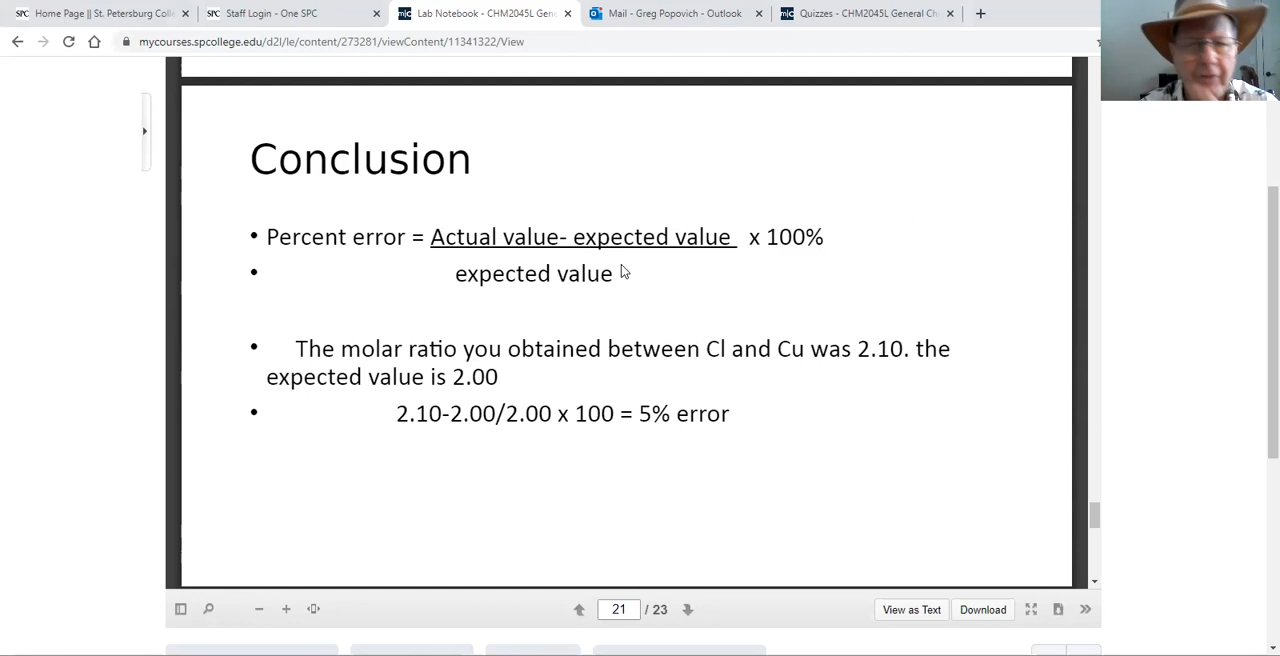 Home Page || St. Petersburg Colle
Staff Login - One SPC
Lab Notebook - CHM2045L Gen
Mail - Greg Popovich - Outlook
Quizzes - CHM2045L General Ch
mycourses.spcollege.edu/d2l/le/content/273281/viewContent/11341322/View
Conclusion
• Percent error = Actual value- expected value x 100%
• expected value
• The molar ratio you obtained between Cl and Cu was 2.10. the
expected value is 2.00
• 2.10-2.00/2.00 x 100 = 5% error
21 / 23
View as Text
Download